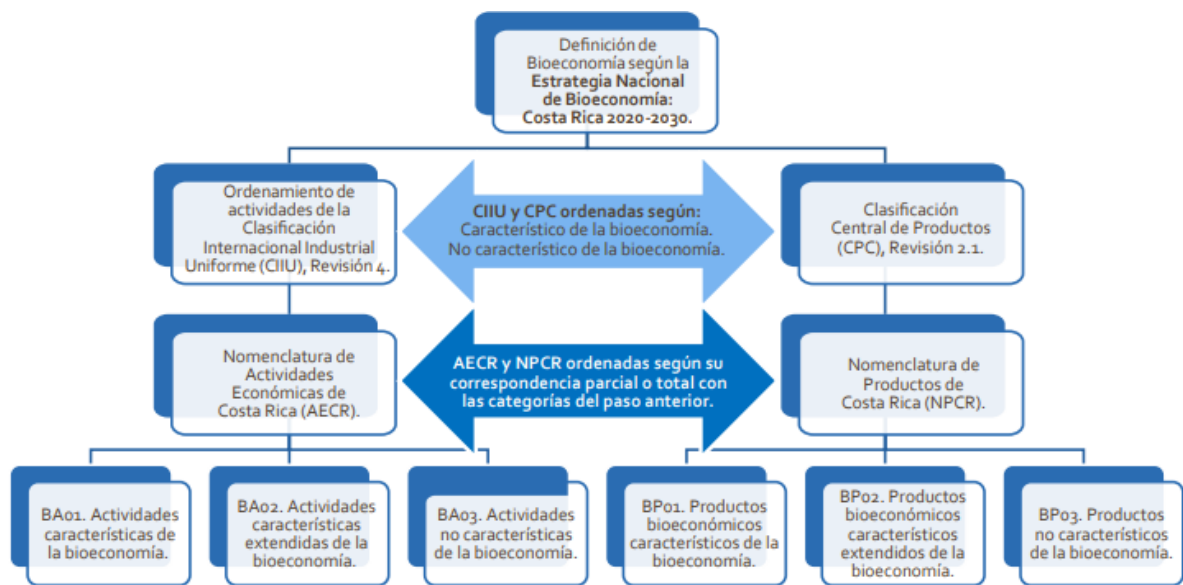 Definición de
Bioeconomía según la
Estrategia Nacional
de Bioeconomía:
Costa Rica 2020-2030.
Ordenamiento de
actividades de la
Clasificación
Internacional Industrial
Uniforme (CIIU), Revisión 4.
CIIU y CPC ordenadas según:
Característico de la bioeconomía.
No característico de la bioeconomía.
Clasificación
Central de Productos
(CPC), Revisión 2.1.
Nomenclatura de
Actividades
Económicas de
Costa Rica (AECR).
AECR y NPCR ordenadas según su
correspondencia parcial o total con
las categorías del paso anterior.
Nomenclatura de
Productos de
Costa Rica (NPCR).
BA01. Actividades
características de
la bioeconomía.
BA02. Actividades
características
extendidas de la
bioeconomía.
BA03. Actividades
no características
de la bioeconomía.
BP01. Productos
bioeconómicos
característicos de la
bioeconomía.
BP02. Productos
bioeconómicos
característicos
extendidos de la
bioeconomía.
BP03. Productos
no característicos
de la bioeconomía.